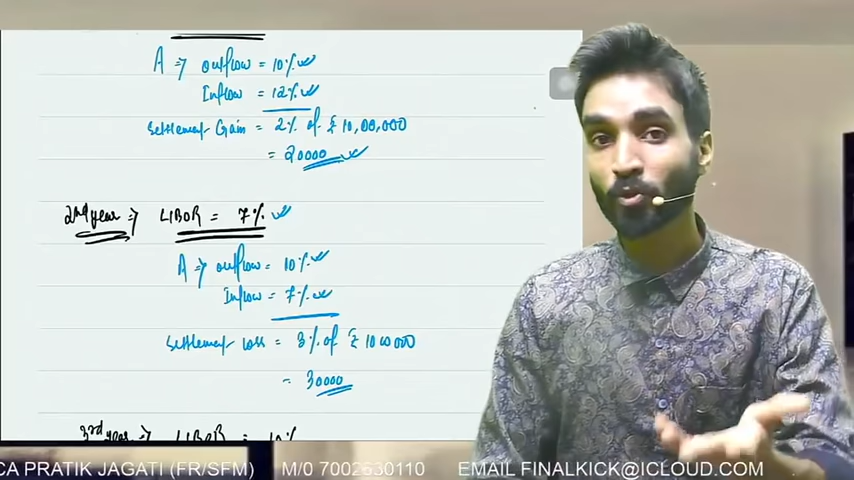 A => outflow = 10%
Inflow = 12%
Settlement Gain = 2% of ₹ 10,00,000
= 20000
2nd year => LIBOR = 7%
A => outflow = 10%
Inflow = 7%
Settlement loss = 3% of ₹ 1000000
= 30000
3rd year => LIBOR = 10%
CA PRATIK JAGATI (FR/SFM) M/0 7002630110 EMAIL FINALKICK@ICLOUD.COM